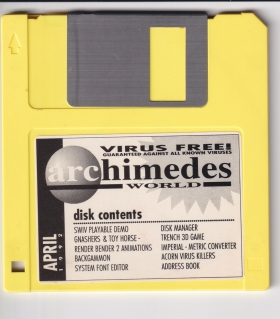 VIRUS FREE!
GUARANTEED AGAINST ALL KNOWN VIRUSES
archimedes
WORLD
disk contents
SWIV PLAYABLE DEMO
GNASHERS & TOY HORSE -
RENDER BENDER 2 ANIMATIONS
BACKGAMMON
SYSTEM FONT EDITOR
DISK MANAGER
TRENCH 3D GAME
IMPERIAL - METRIC CONVERTER
ACORN VIRUS KILLERS
ADDRESS BOOK
APRIL
1992